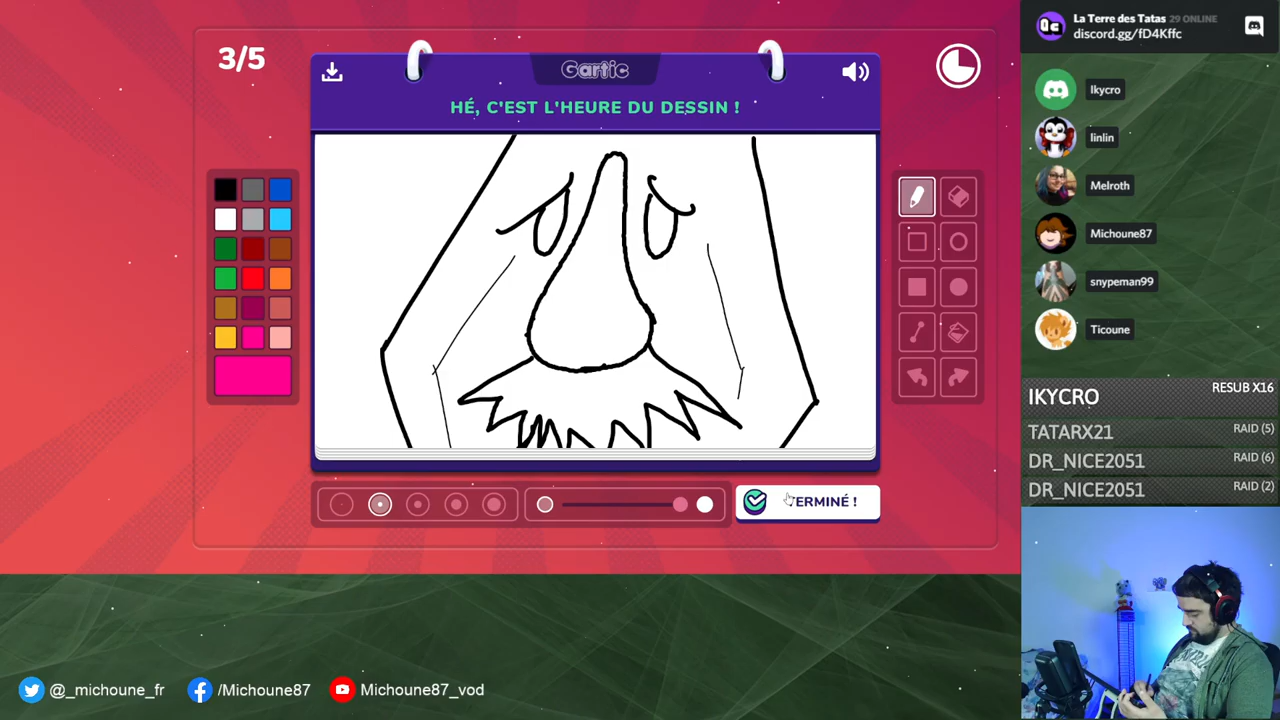 3/5
Gartic
HÉ, C'EST L'HEURE DU DESSIN !
TERMINÉ !
La Terre des Tatas 29 ONLINE
discord.gg/fD4Kffc
Ikycro
linlin
Melroth
Michoune87
snypeman99
Ticoune
RESUB X16
IKYCRO
TATARX21 RAID (5)
DR_NICE2051 RAID (6)
DR_NICE2051 RAID (2)
@_michoune_fr /Michoune87 Michoune87_vod